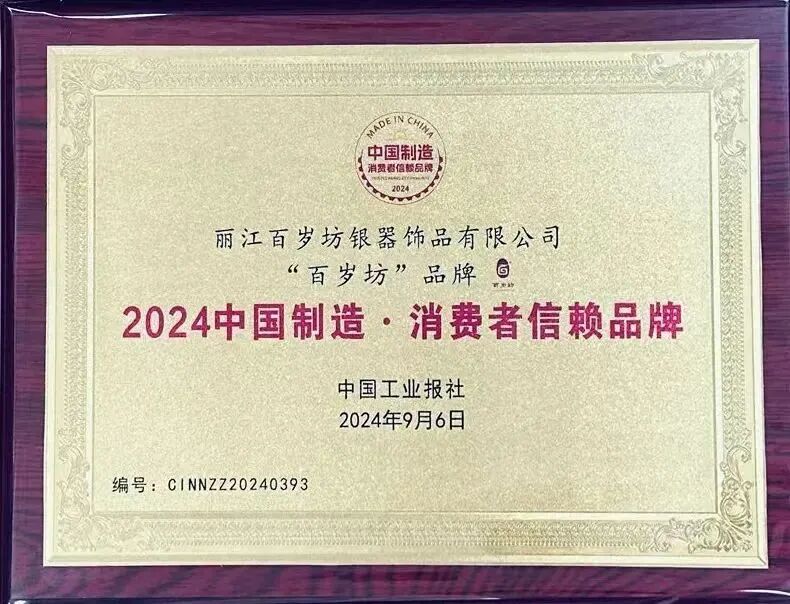 MADE IN CHINA
中国制造
消费者信赖品牌
2024
丽江百岁坊银器饰品有限公司
“百岁坊”品牌
百岁坊
2024中国制造·消费者信赖品牌
中国工业报社
2024年9月6日
编号：CINNZZ20240393